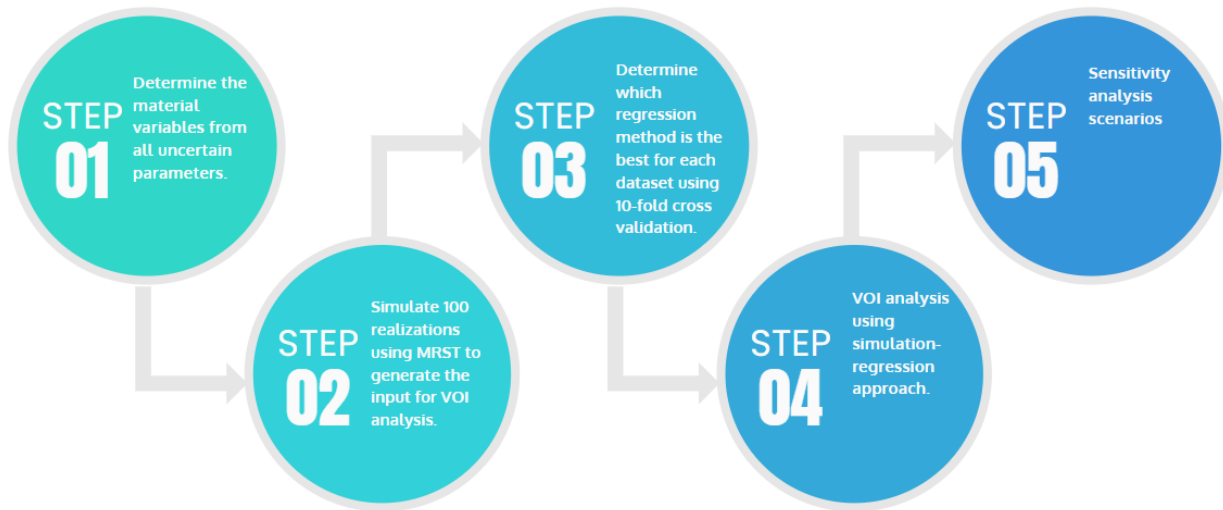 STEP
01
Determine the
material
variables from
all uncertain
parameters.
STEP
02
Simulate 100
realizations
using MRST to
generate the
input for VOI
analysis.
STEP
03
Determine
which
regression
method is the
best for each
dataset using
10-fold cross
validation.
STEP
04
VOI analysis
using
simulation-
regression
approach.
STEP
05
Sensitivity
analysis
scenarios